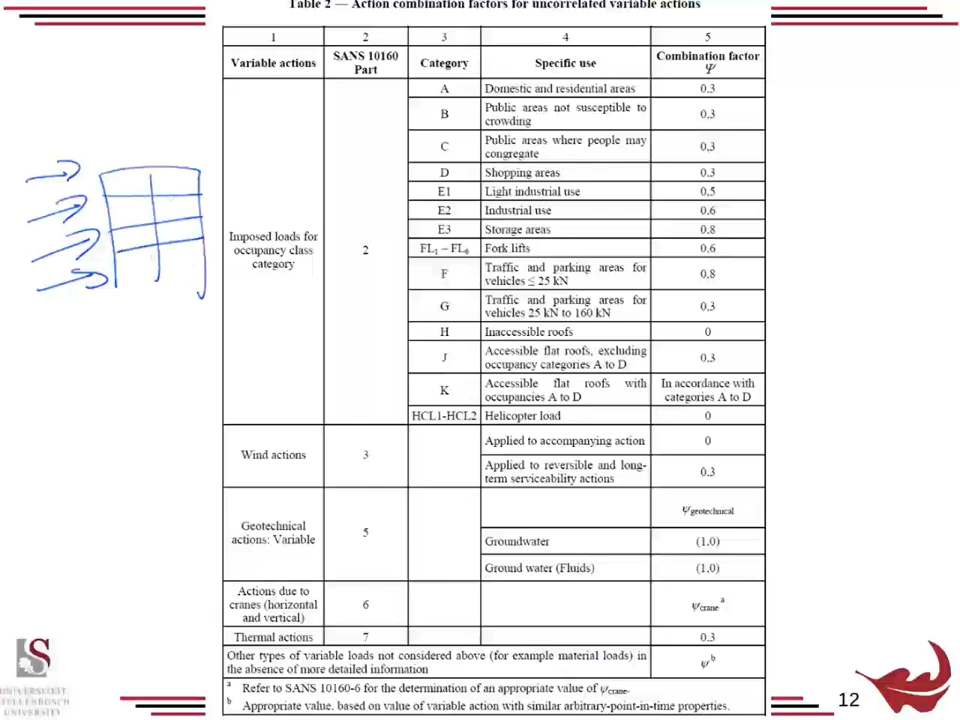 Table 2 — Action combination factors for uncorrelated variable actions
1 2 3 4 5
Variable actions
SANS 10160
Part
Category
Specific use
Combination factor
Ψ
Imposed loads for
occupancy class
category
2
A Domestic and residential areas 0.3
B Public areas not susceptible to
crowding 0,3
C Public areas where people may
congregate 0,3
D Shopping areas 0.3
E1 Light industrial use 0,5
E2 Industrial use 0.6
E3 Storage areas 0.8
FL₁ – FL₆ Fork lifts 0,6
F Traffic and parking areas for
vehicles ≤ 25 kN 0,8
G Traffic and parking areas for
vehicles 25 kN to 160 kN 0,3
H Inaccessible roofs 0
J Accessible flat roofs, excluding
occupancy categories A to D 0.3
K Accessible flat roofs with
occupancies A to D
In accordance with
categories A to D
HCL1-HCL2 Helicopter load 0
Wind actions 3
Applied to accompanying action 0
Applied to reversible and long-
term serviceability actions 0.3
Geotechnical
actions: Variable
5
Ψgeotechnical
Groundwater (1.0)
Ground water (Fluids) (1,0)
Actions due to
cranes (horizontal
and vertical)
6
Ψcrane ᵃ
Thermal actions 7 0.3
Other types of variable loads not considered above (for example material loads) in
the absence of more detailed information
Ψ ᵇ
a Refer to SANS 10160-6 for the determination of an appropriate value of Ψcrane.
b Appropriate value, based on value of variable action with similar arbitrary-point-in-time properties.
12
UNIVERSITY